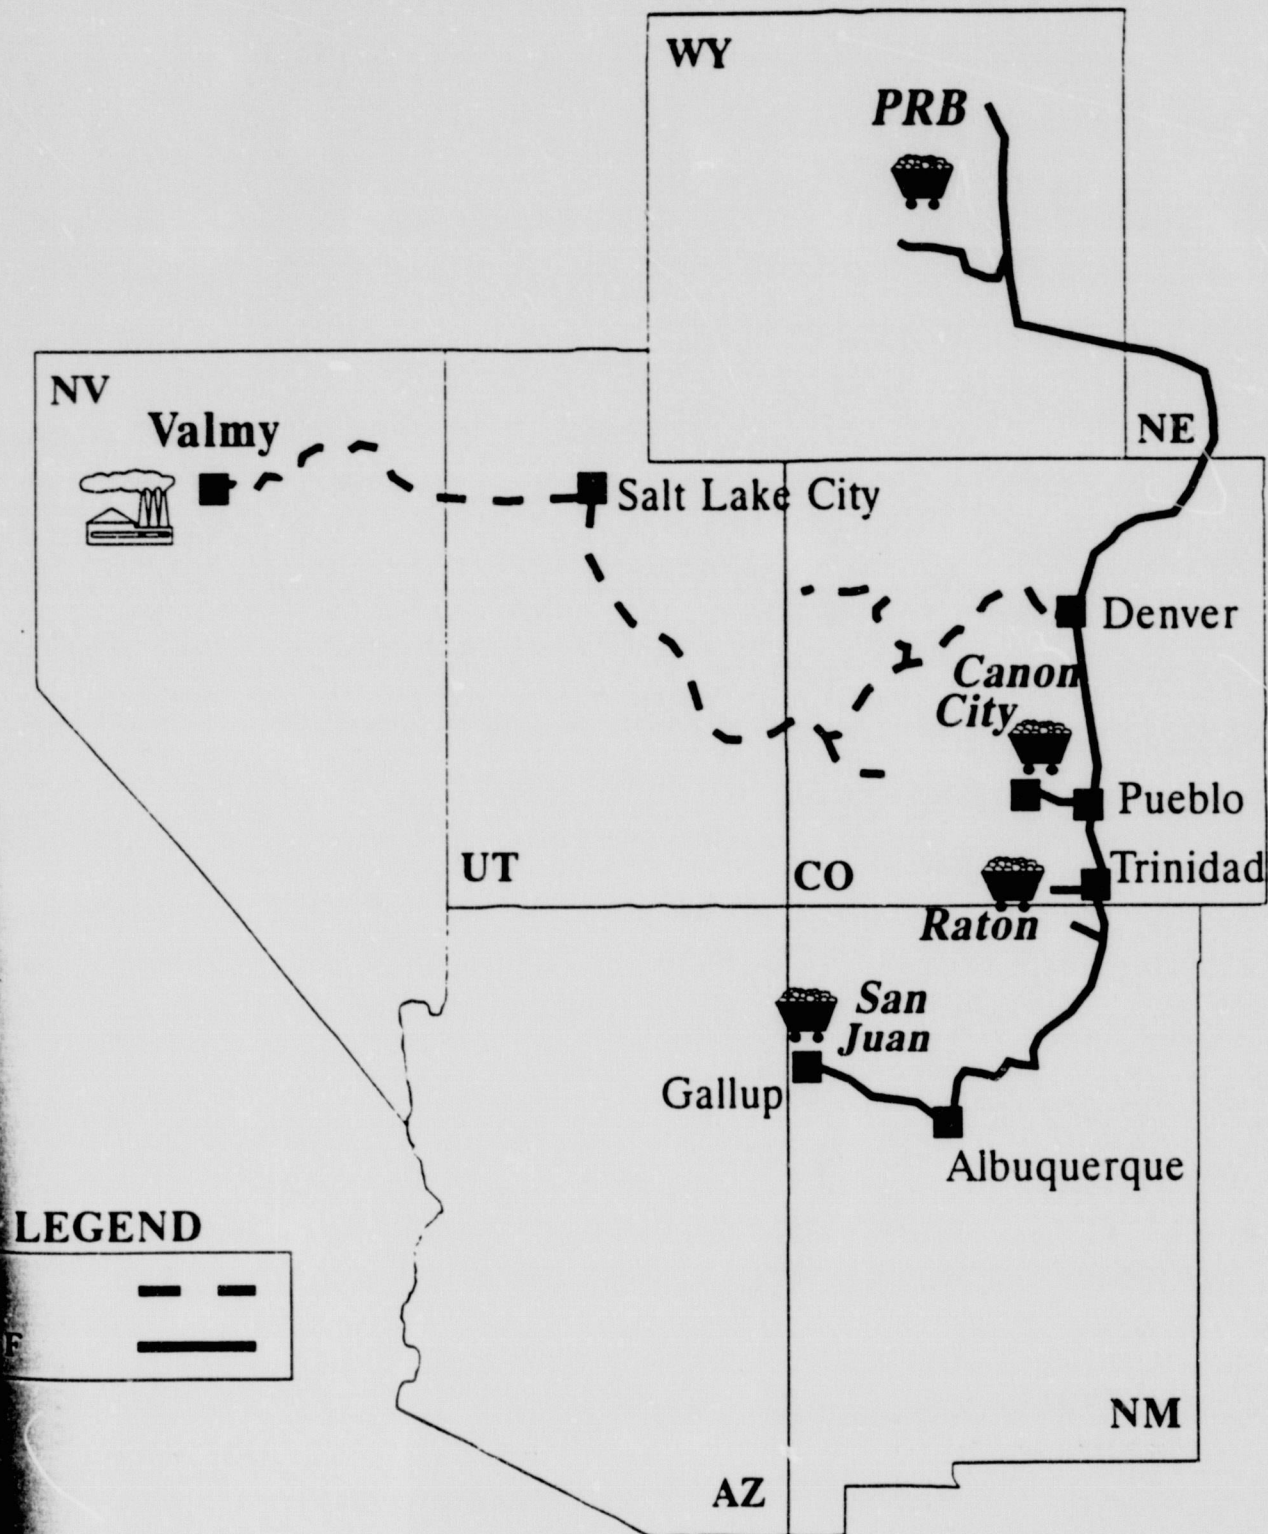 WY
PRB
NV
Valmy
NE
Salt Lake City
Denver
Canon
City
Pueblo
UT
CO
Trinidad
Raton
San
Juan
Gallup
Albuquerque
LEGEND
F
NM
AZ